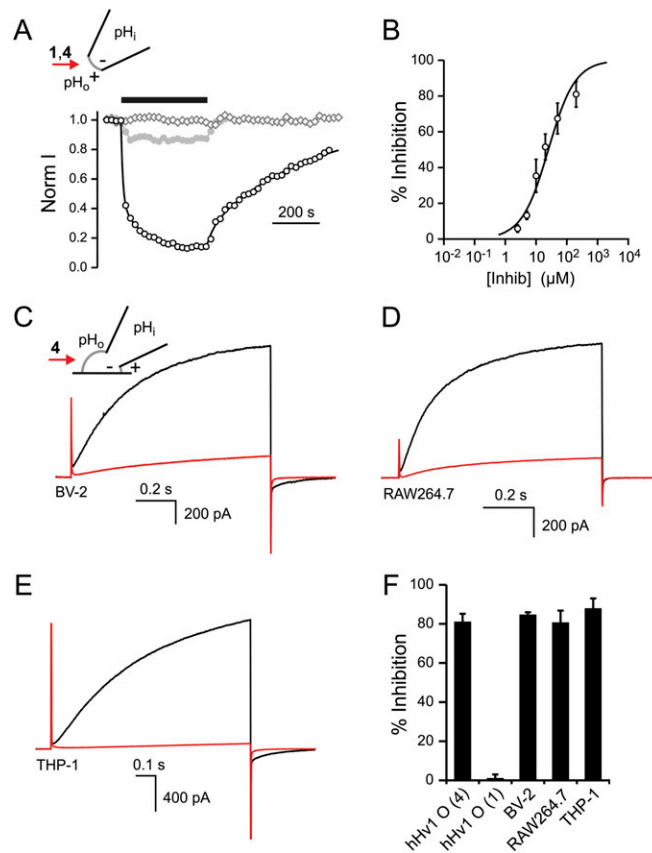 A
1,4
pHi
-
+
pHo
Norm I
1.0
0.8
0.6
0.4
0.2
0.0
200 s
B
% Inhibition
100
80
60
40
20
0
10⁻² 10⁻¹ 1 10 10² 10³ 10⁴
[Inhib] (µM)
C
4
pHo
pHi
- +
BV-2
0.2 s
200 pA
D
RAW264.7
0.2 s
200 pA
E
THP-1
0.1 s
400 pA
F
% Inhibition
100
80
60
40
20
0
hHv1 O (4)
hHv1 O (1)
BV-2
RAW264.7
THP-1